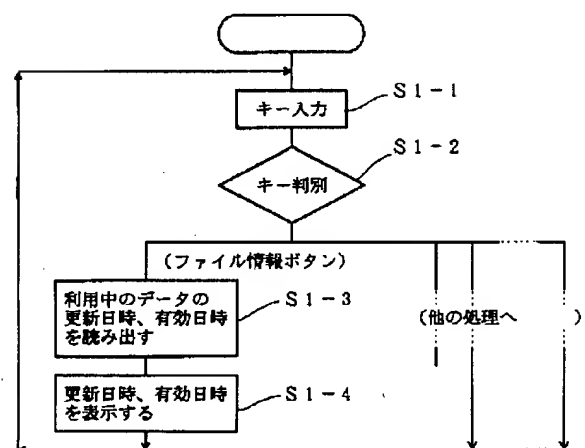 キー入力
S1-1
キー判別
S1-2
(ファイル情報ボタン)
利用中のデータの
更新日時、有効日時
を読み出す
S1-3
(他の処理へ )
更新日時、有効日時
を表示する
S1-4